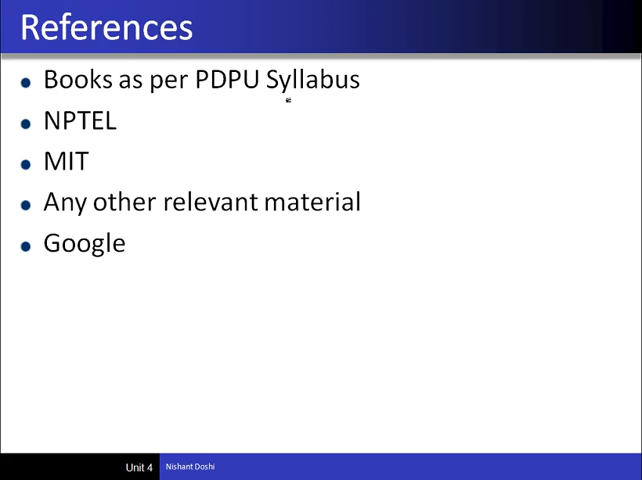 References
Books as per PDPU Syllabus
NPTEL
MIT
Any other relevant material
Google
Unit 4
Nishant Doshi